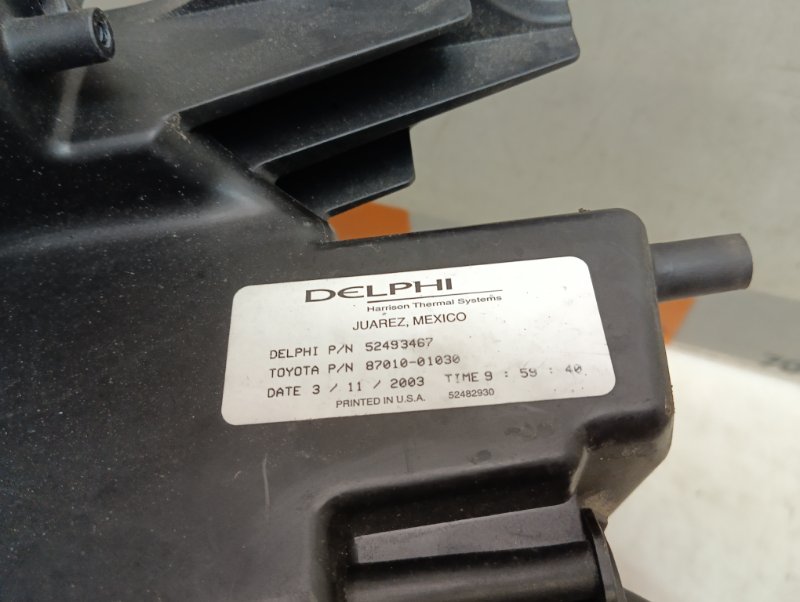 DELPHI
Harrison Thermal Systems
JUAREZ, MEXICO
DELPHI P/N 52493467
TOYOTA P/N 87010-01030
DATE 3 / 11 / 2003 TIME 9 : 59 : 40
PRINTED IN U.S.A. 52482930